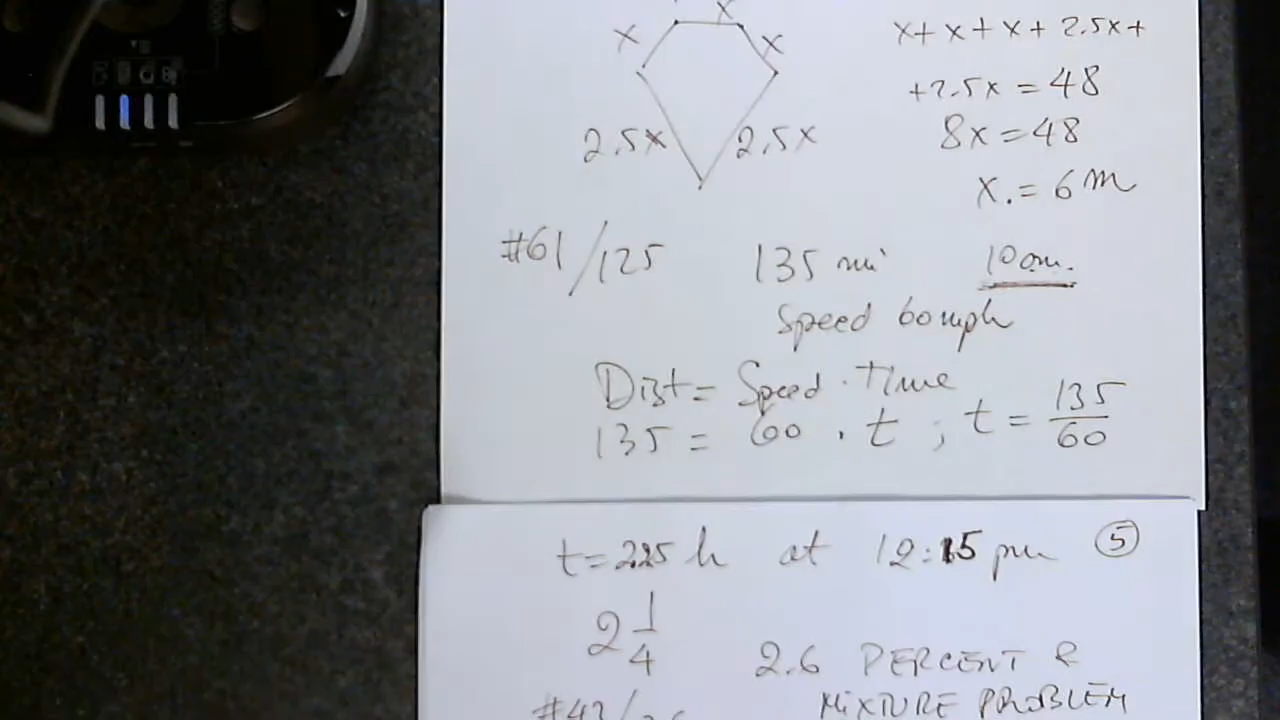 x
x
x
2.5x
2.5x
x + x + x + 2.5x +
+2.5x = 48
8x = 48
x = 6 m
#61/125
135 mi
10am.
Speed 60mph
Dist = Speed · Time
135 = 60 · t ; t = 135/60
t = 2.25 h at 12:15 pm 5
2 1/4
2.6 PERCENT &
MIXTURE PROBLEM